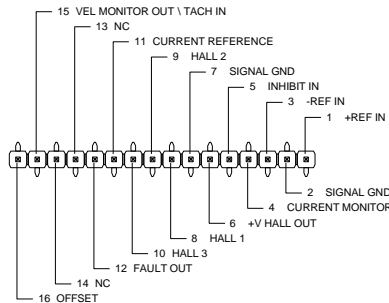 15 VEL MONITOR OUT \ TACH IN
13 NC
11 CURRENT REFERENCE
9 HALL 2
7 SIGNAL GND
5 INHIBIT IN
3 -REF IN
1 +REF IN
2 SIGNAL GND
4 CURRENT MONITOR
6 +V HALL OUT
8 HALL 1
10 HALL 3
12 FAULT OUT
14 NC
16 OFFSET